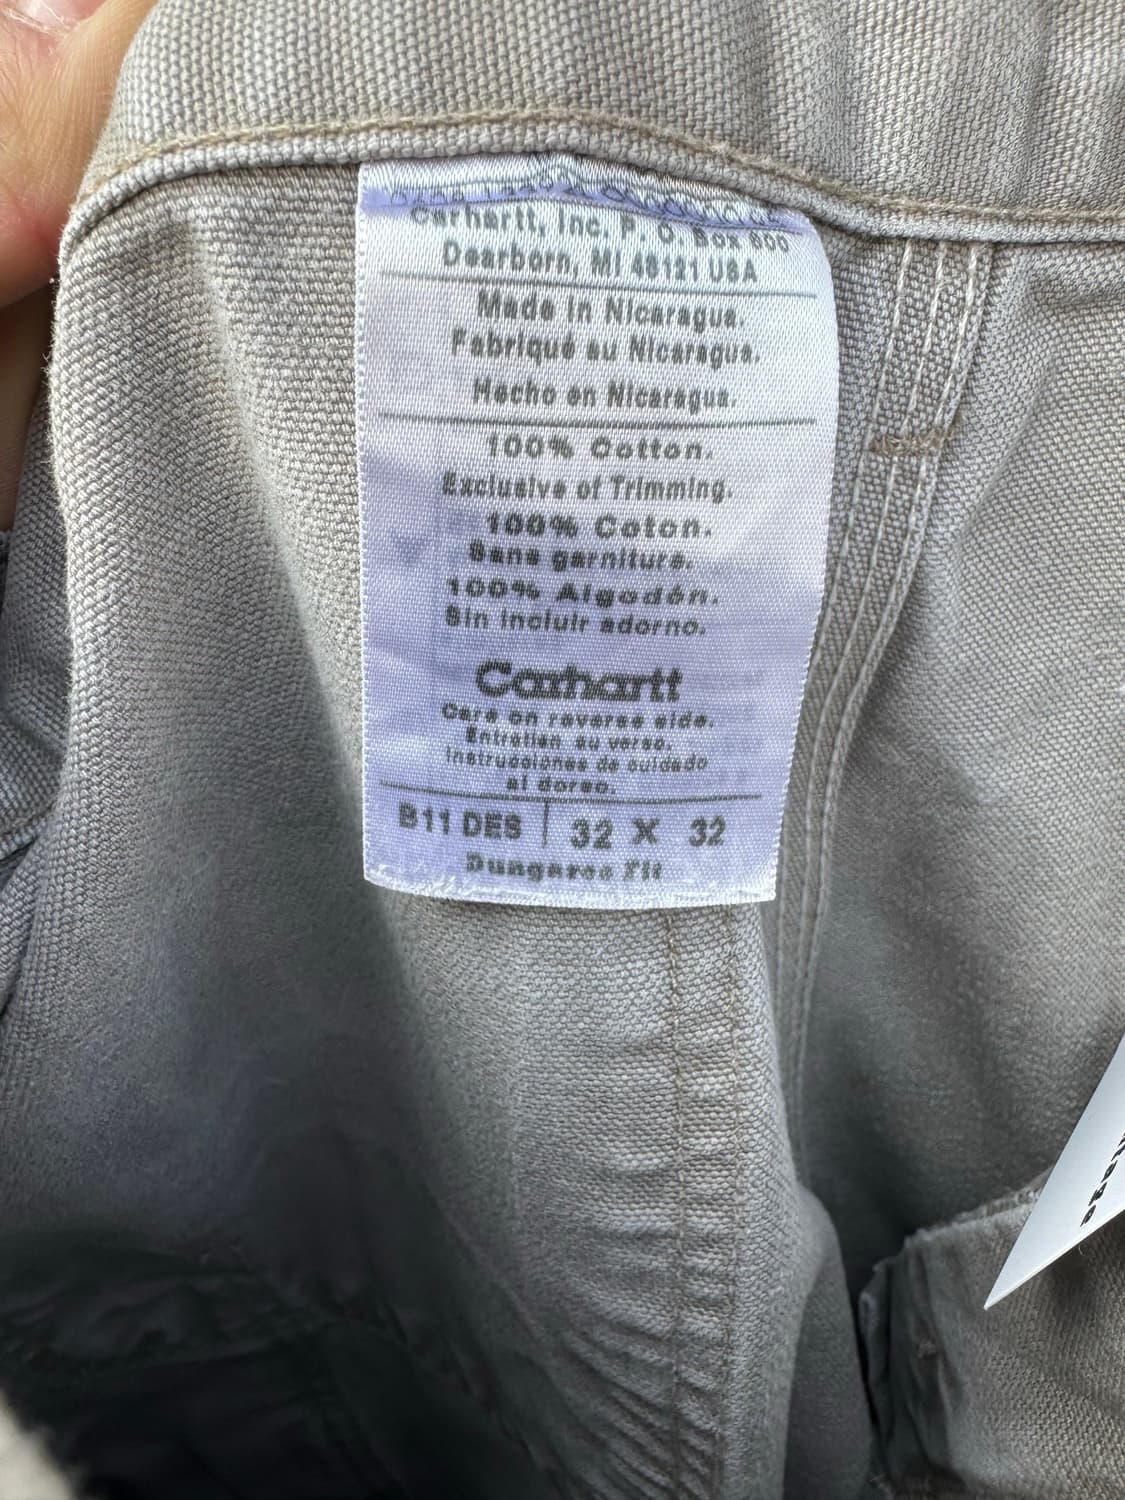 Carhartt, Inc. P. O. Box 600
Dearborn, MI 48121 USA
Made in Nicaragua.
Fabriqué au Nicaragua.
Hecho en Nicaragua.
100% Cotton.
Exclusive of Trimming.
100% Coton.
Sans garniture.
100% Algodón.
Sin incluir adorno.
Carhartt
Care on reverse side.
Entretien au verso.
Instrucciones de cuidado
al dorso.
B11 DES | 32 X 32
Dungaree Fit